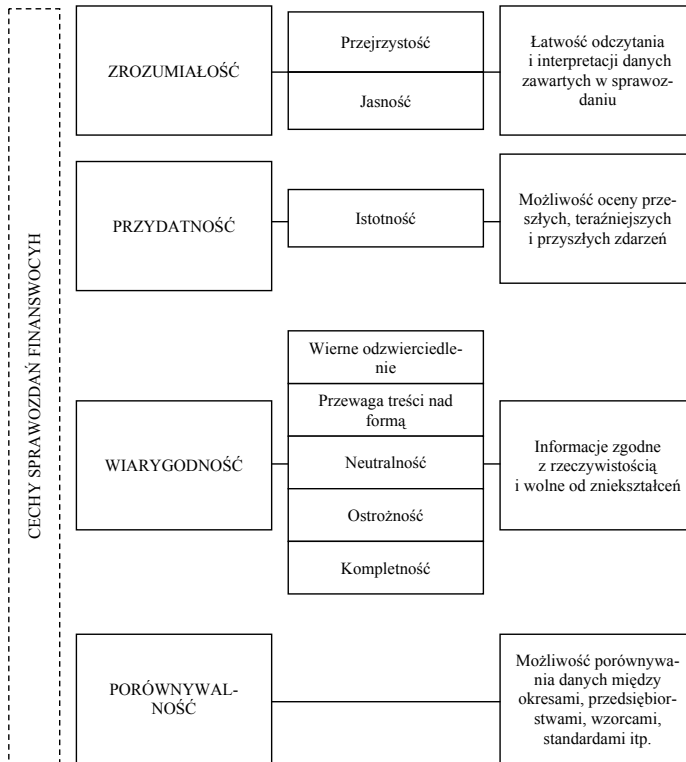 CECHY SPRAWOZDAŃ FINANSWOCYH
ZROZUMIAŁOŚĆ
Przejrzystość
Jasność
Łatwość odczytania
i interpretacji danych
zawartych w sprawoz-
daniu
PRZYDATNOŚĆ
Istotność
Możliwość oceny prze-
szłych, teraźniejszych
i przyszłych zdarzeń
WIARYGODNOŚĆ
Wierne odzwierciedle-
nie
Przewaga treści nad
formą
Neutralność
Ostrożność
Kompletność
Informacje zgodne
z rzeczywistością
i wolne od zniekształceń
PORÓWNYWAL-
NOŚĆ
Możliwość porównywa-
nia danych między
okresami, przedsiębior-
stwami, wzorcami,
standardami itp.